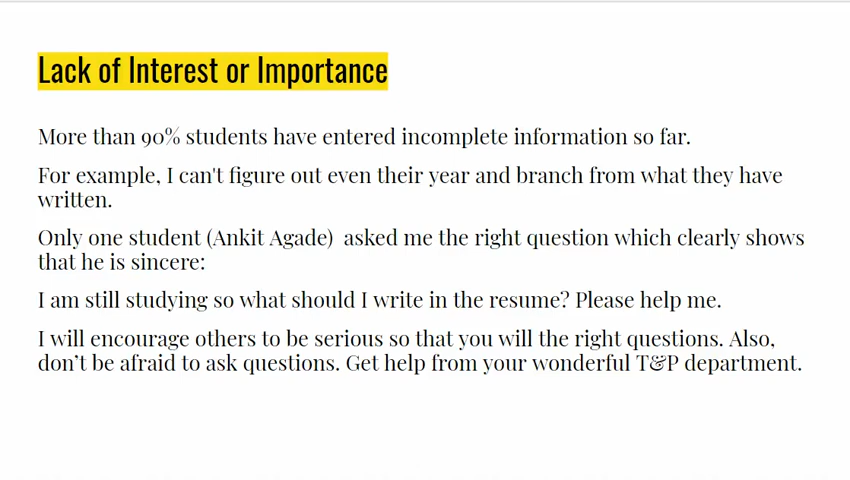 Lack of Interest or Importance
More than 90% students have entered incomplete information so far.
For example, I can't figure out even their year and branch from what they have
written.
Only one student (Ankit Agade)  asked me the right question which clearly shows
that he is sincere:
I am still studying so what should I write in the resume? Please help me.
I will encourage others to be serious so that you will the right questions. Also,
don’t be afraid to ask questions. Get help from your wonderful T&P department.